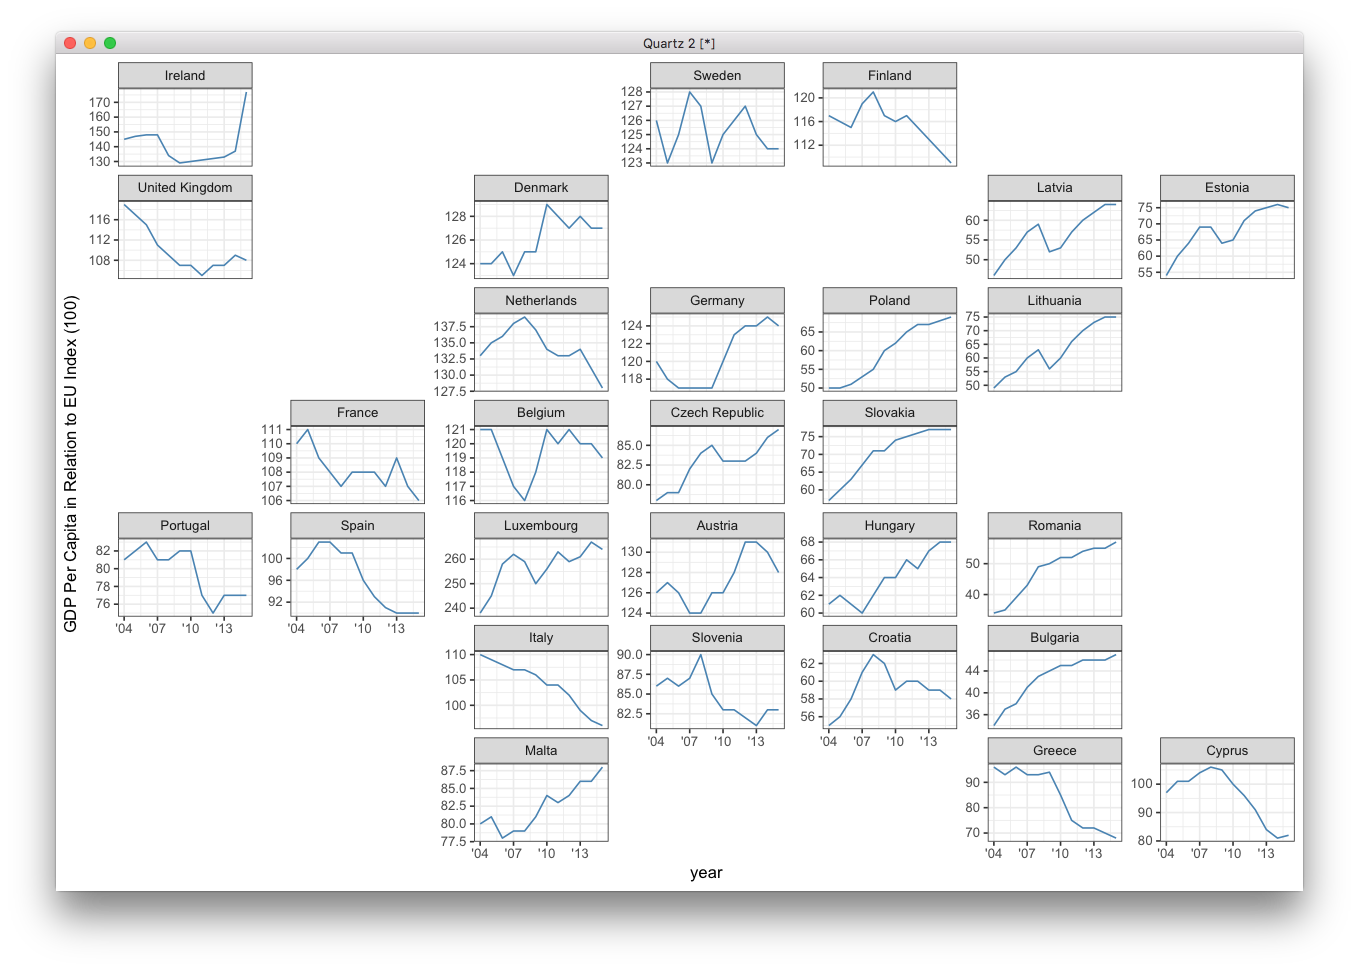 Quartz 2 [*]
Ireland
170
160
150
140
130
Sweden
128
127
126
125
124
123
Finland
120
116
112
United Kingdom
116
112
108
Denmark
128
126
124
Latvia
60
55
50
Estonia
75
70
65
60
55
Netherlands
137.5
135.0
132.5
130.0
127.5
Germany
124
122
120
118
Poland
65
60
55
50
Lithuania
75
70
65
60
55
50
France
111
110
109
108
107
106
Belgium
121
120
119
118
117
116
Czech Republic
85.0
82.5
80.0
Slovakia
75
70
65
60
Portugal
82
80
78
76
'04 '07 '10 '13
Spain
100
96
92
'04 '07 '10 '13
Luxembourg
260
250
240
Austria
130
128
126
124
Hungary
68
66
64
62
60
Romania
50
40
Italy
110
105
100
Slovenia
90.0
87.5
85.0
82.5
'04 '07 '10 '13
Croatia
62
60
58
56
'04 '07 '10 '13
Bulgaria
44
40
36
Malta
87.5
85.0
82.5
80.0
77.5
'04 '07 '10 '13
Greece
90
80
70
'04 '07 '10 '13
Cyprus
100
90
80
'04 '07 '10 '13
GDP Per Capita in Relation to EU Index (100)
year